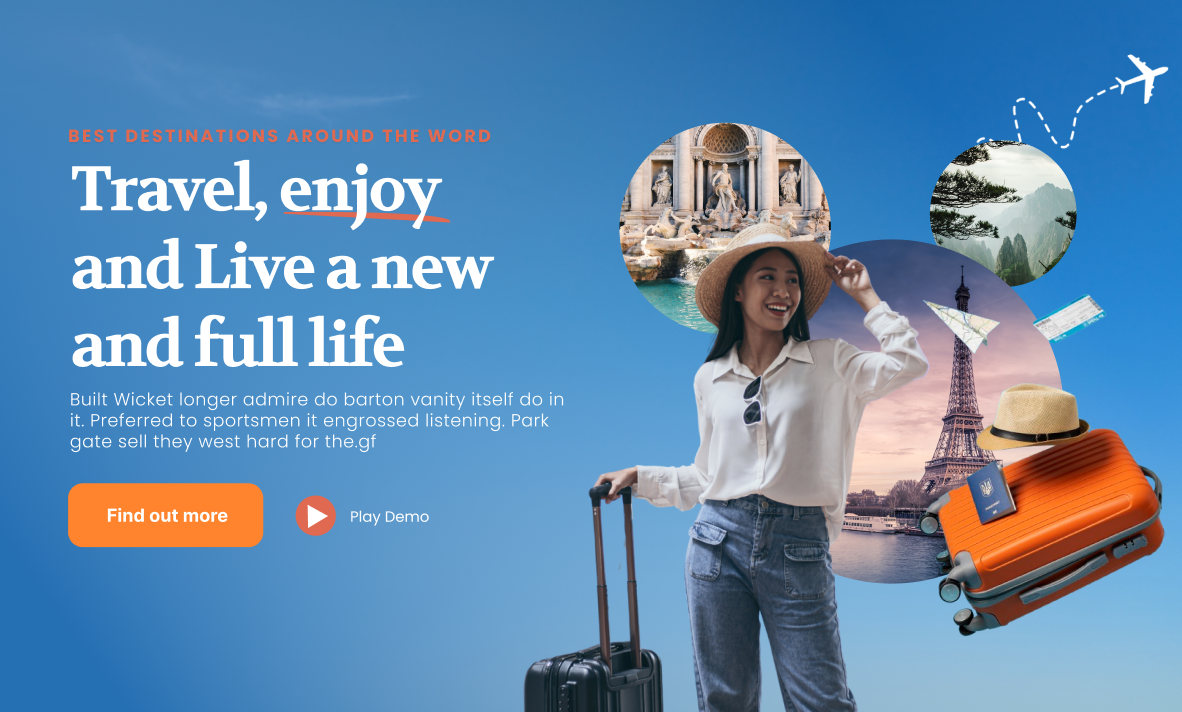 BEST DESTINATIONS AROUND THE WORD
Travel, enjoy
and Live a new
and full life
Built Wicket longer admire do barton vanity itself do in
it. Preferred to sportsmen it engrossed listening. Park
gate sell they west hard for the.gf
Find out more
Play Demo